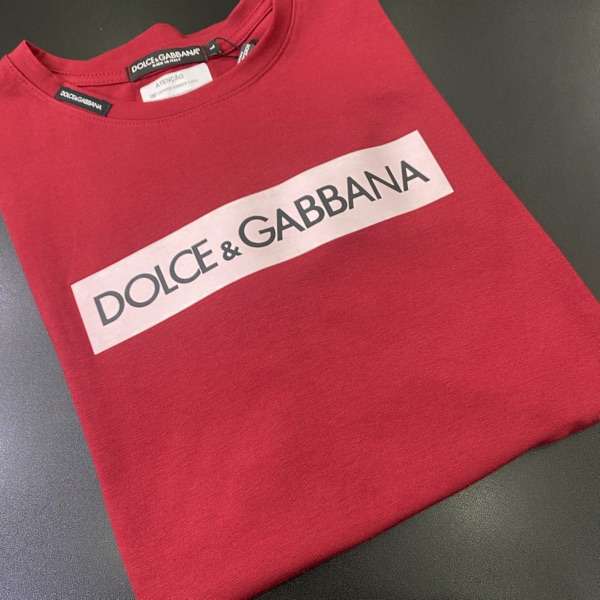 DOLCE & GABBANA
MADE IN ITALY
L
ATENÇÃO
DOLCE & GABBANA
DOLCE & GABBANA